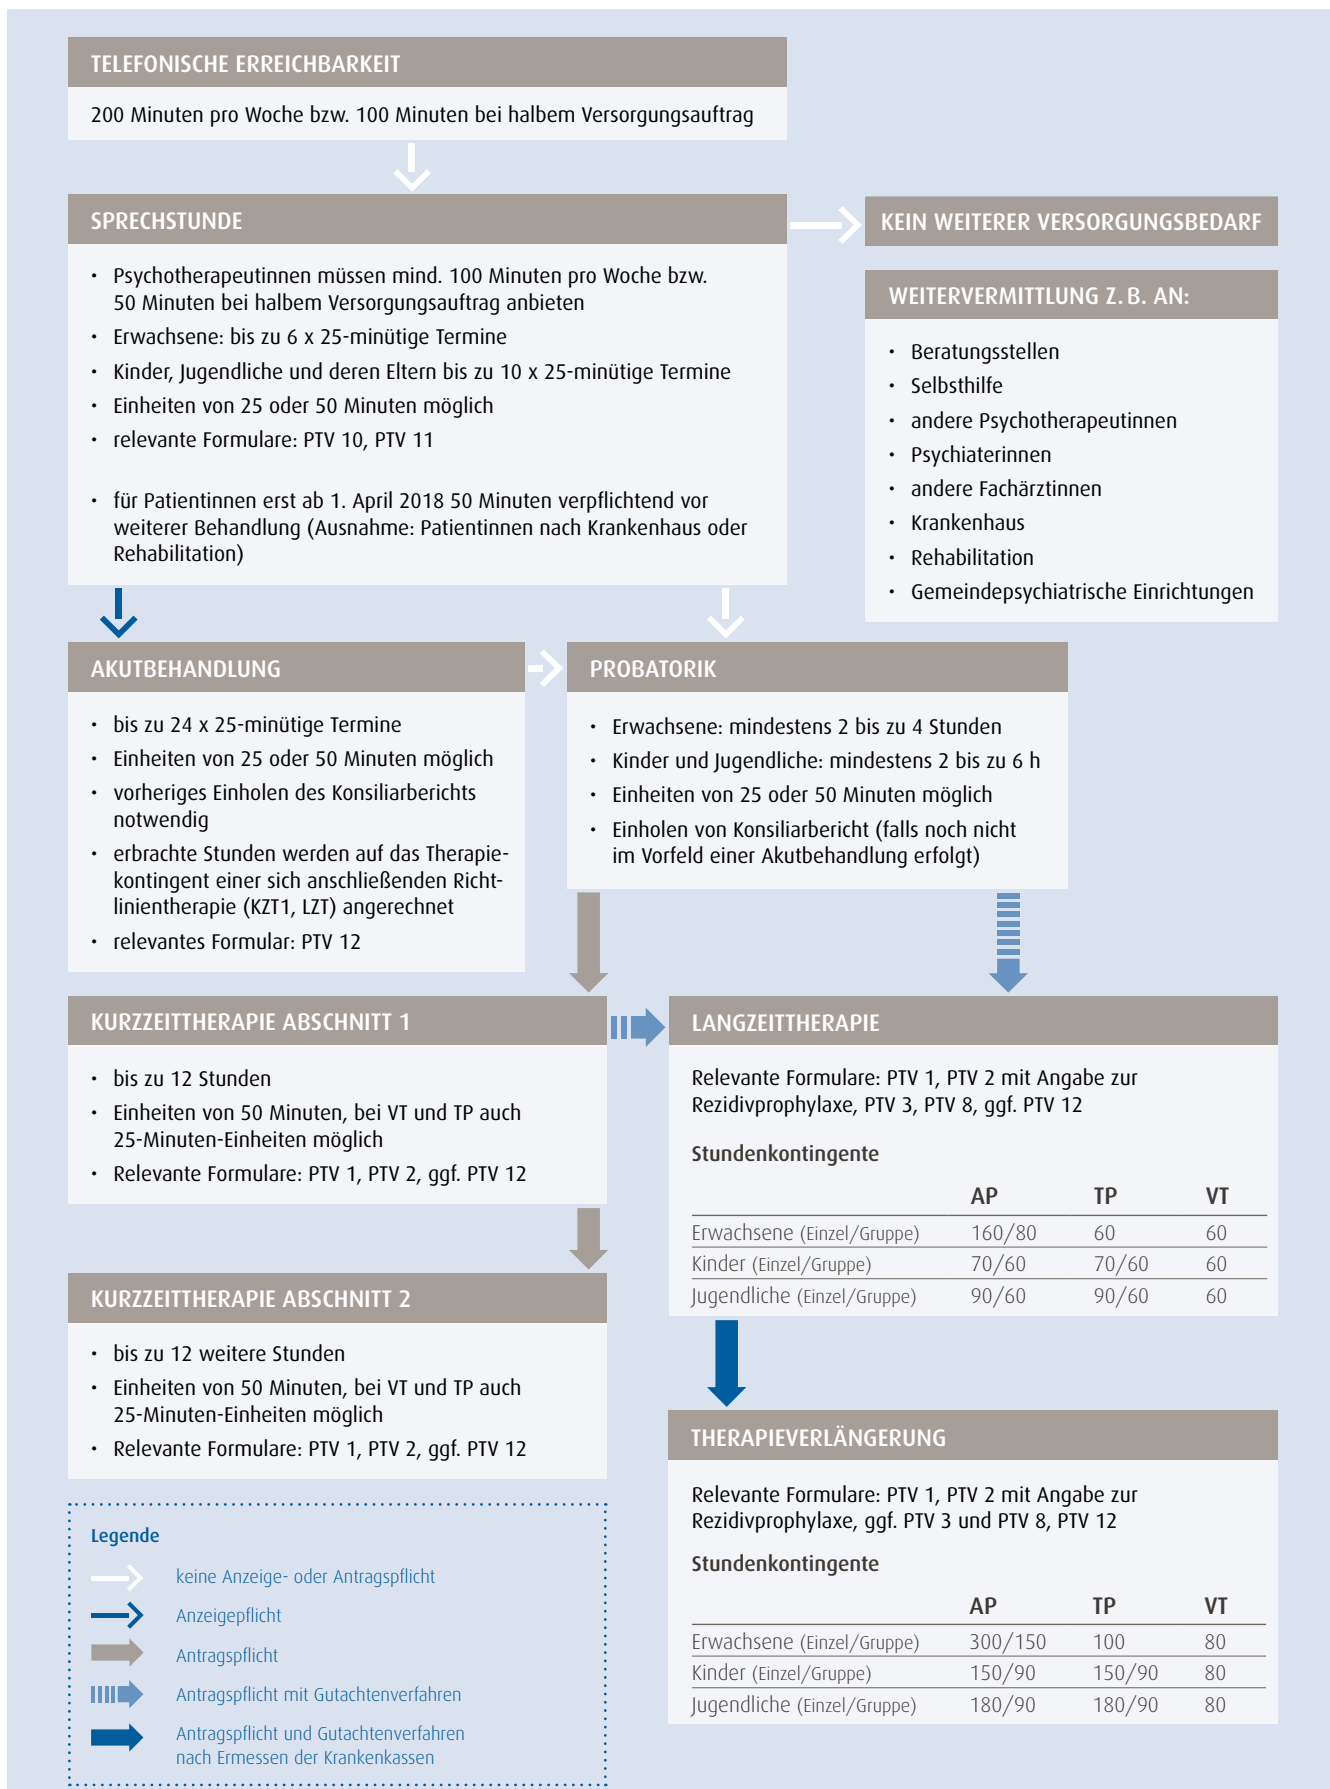 TELEFONISCHE ERREICHBARKEIT
200 Minuten pro Woche bzw. 100 Minuten bei halbem Versorgungsauftrag
SPRECHSTUNDE
• Psychotherapeutinnen müssen mind. 100 Minuten pro Woche bzw.
50 Minuten bei halbem Versorgungsauftrag anbieten
• Erwachsene: bis zu 6 x 25-minütige Termine
• Kinder, Jugendliche und deren Eltern bis zu 10 x 25-minütige Termine
• Einheiten von 25 oder 50 Minuten möglich
• relevante Formulare: PTV 10, PTV 11
• für Patientinnen erst ab 1. April 2018 50 Minuten verpflichtend vor
weiterer Behandlung (Ausnahme: Patientinnen nach Krankenhaus oder
Rehabilitation)
KEIN WEITERER VERSORGUNGSBEDARF
WEITERVERMITTLUNG Z. B. AN:
• Beratungsstellen
• Selbsthilfe
• andere Psychotherapeutinnen
• Psychiaterinnen
• andere Fachärztinnen
• Krankenhaus
• Rehabilitation
• Gemeindepsychiatrische Einrichtungen
AKUTBEHANDLUNG
• bis zu 24 x 25-minütige Termine
• Einheiten von 25 oder 50 Minuten möglich
• vorheriges Einholen des Konsiliarberichts
notwendig
• erbrachte Stunden werden auf das Therapie-
kontingent einer sich anschließenden Richt-
linientherapie (KZT1, LZT) angerechnet
• relevantes Formular: PTV 12
PROBATORIK
• Erwachsene: mindestens 2 bis zu 4 Stunden
• Kinder und Jugendliche: mindestens 2 bis zu 6 h
• Einheiten von 25 oder 50 Minuten möglich
• Einholen von Konsiliarbericht (falls noch nicht
im Vorfeld einer Akutbehandlung erfolgt)
KURZZEITTHERAPIE ABSCHNITT 1
• bis zu 12 Stunden
• Einheiten von 50 Minuten, bei VT und TP auch
25-Minuten-Einheiten möglich
• Relevante Formulare: PTV 1, PTV 2, ggf. PTV 12
KURZZEITTHERAPIE ABSCHNITT 2
• bis zu 12 weitere Stunden
• Einheiten von 50 Minuten, bei VT und TP auch
25-Minuten-Einheiten möglich
• Relevante Formulare: PTV 1, PTV 2, ggf. PTV 12
LANGZEITTHERAPIE
Relevante Formulare: PTV 1, PTV 2 mit Angabe zur
Rezidivprophylaxe, PTV 3, PTV 8, ggf. PTV 12
Stundenkontingente
AP TP VT
Erwachsene (Einzel/Gruppe) 160/80 60 60
Kinder (Einzel/Gruppe) 70/60 70/60 60
Jugendliche (Einzel/Gruppe) 90/60 90/60 60
THERAPIEVERLÄNGERUNG
Relevante Formulare: PTV 1, PTV 2 mit Angabe zur
Rezidivprophylaxe, ggf. PTV 3 und PTV 8, PTV 12
Stundenkontingente
AP TP VT
Erwachsene (Einzel/Gruppe) 300/150 100 80
Kinder (Einzel/Gruppe) 150/90 150/90 80
Jugendliche (Einzel/Gruppe) 180/90 180/90 80
Legende
keine Anzeige- oder Antragspflicht
Anzeigepflicht
Antragspflicht
Antragspflicht mit Gutachtenverfahren
Antragspflicht und Gutachtenverfahren
nach Ermessen der Krankenkassen